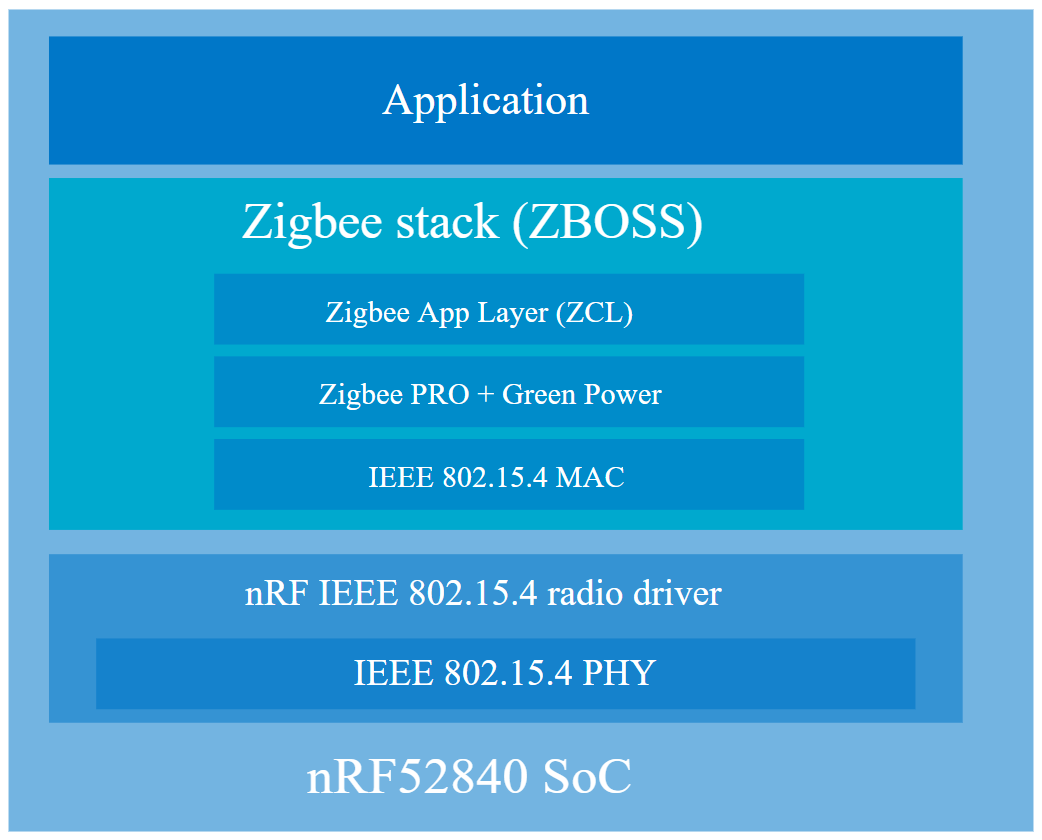 Application
Zigbee stack (ZBOSS)
Zigbee App Layer (ZCL)
Zigbee PRO + Green Power
IEEE 802.15.4 MAC
nRF IEEE 802.15.4 radio driver
IEEE 802.15.4 PHY
nRF52840 SoC